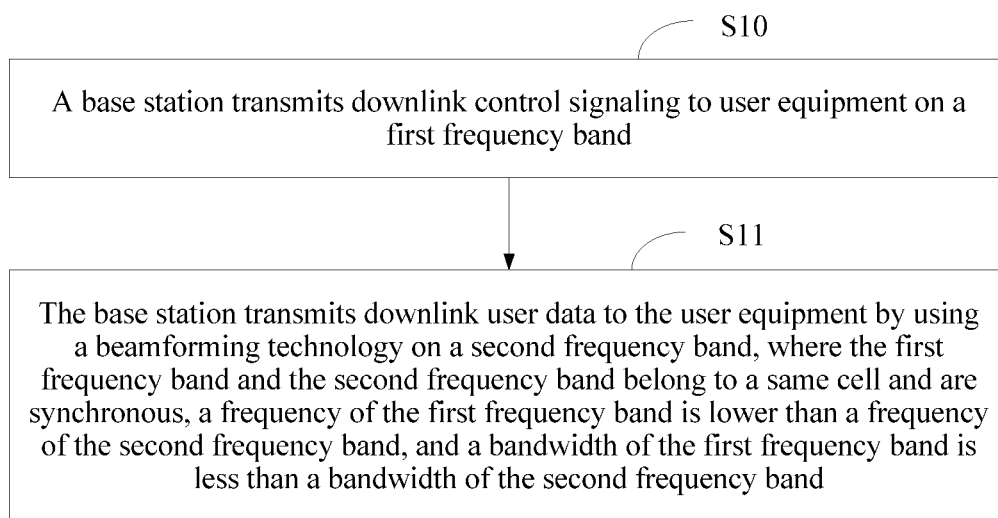 S10
A base station transmits downlink control signaling to user equipment on a
first frequency band
S11
The base station transmits downlink user data to the user equipment by using
a beamforming technology on a second frequency band, where the first
frequency band and the second frequency band belong to a same cell and are
synchronous, a frequency of the first frequency band is lower than a frequency
of the second frequency band, and a bandwidth of the first frequency band is
less than a bandwidth of the second frequency band